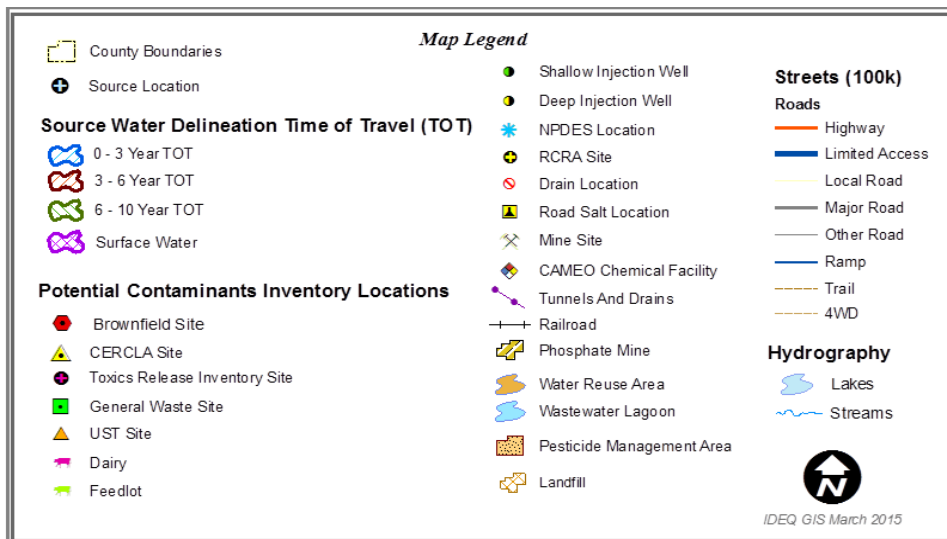 Map Legend
County Boundaries
Source Location
Source Water Delineation Time of Travel (TOT)
0 - 3 Year TOT
3 - 6 Year TOT
6 - 10 Year TOT
Surface Water
Potential Contaminants Inventory Locations
Brownfield Site
CERCLA Site
Toxics Release Inventory Site
General Waste Site
UST Site
Dairy
Feedlot
Shallow Injection Well
Deep Injection Well
NPDES Location
RCRA Site
Drain Location
Road Salt Location
Mine Site
CAMEO Chemical Facility
Tunnels And Drains
Railroad
Phosphate Mine
Water Reuse Area
Wastewater Lagoon
Pesticide Management Area
Landfill
Streets (100k)
Roads
Highway
Limited Access
Local Road
Major Road
Other Road
Ramp
Trail
4WD
Hydrography
Lakes
Streams
N
IDEQ GIS March 2015